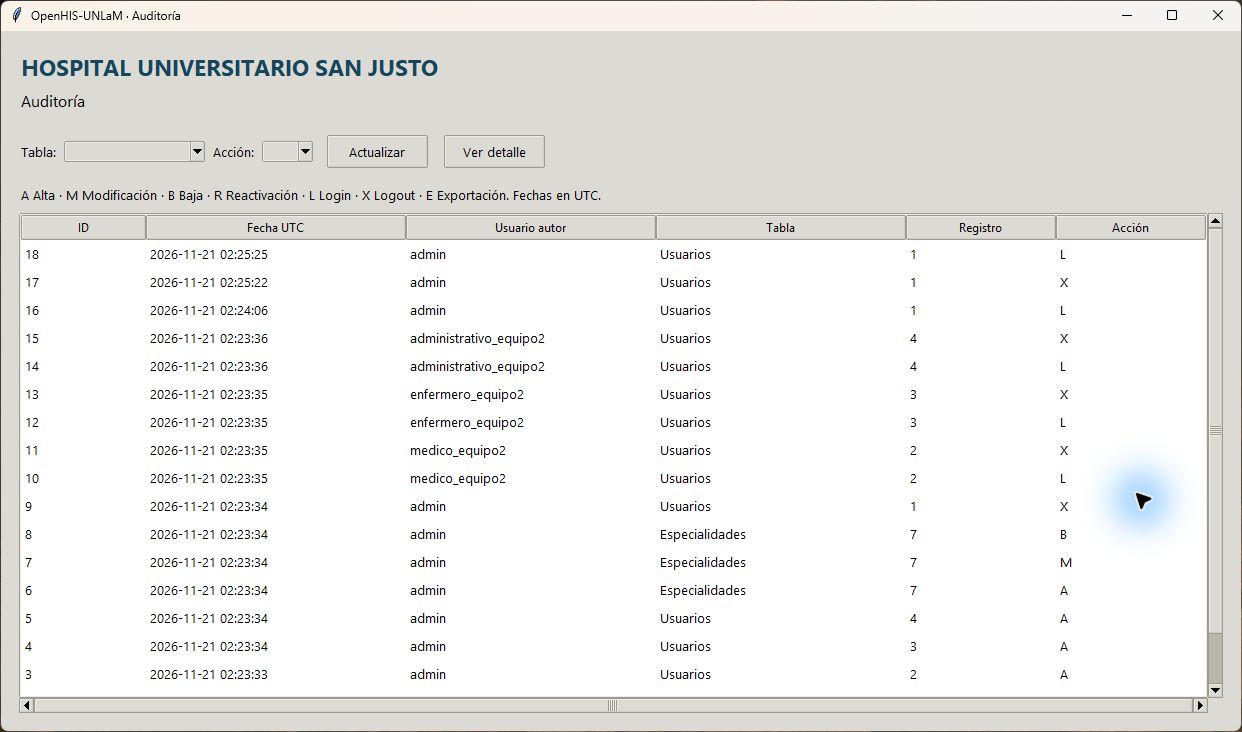 OpenHIS-UNLaM · Auditoría
HOSPITAL UNIVERSITARIO SAN JUSTO
Auditoría
Tabla: Acción: Actualizar Ver detalle
A Alta · M Modificación · B Baja · R Reactivación · L Login · X Logout · E Exportación. Fechas en UTC.
ID Fecha UTC Usuario autor Tabla Registro Acción
18 2026-11-21 02:25:25 admin Usuarios 1 L
17 2026-11-21 02:25:22 admin Usuarios 1 X
16 2026-11-21 02:24:06 admin Usuarios 1 L
15 2026-11-21 02:23:36 administrativo_equipo2 Usuarios 4 X
14 2026-11-21 02:23:36 administrativo_equipo2 Usuarios 4 L
13 2026-11-21 02:23:35 enfermero_equipo2 Usuarios 3 X
12 2026-11-21 02:23:35 enfermero_equipo2 Usuarios 3 L
11 2026-11-21 02:23:35 medico_equipo2 Usuarios 2 X
10 2026-11-21 02:23:35 medico_equipo2 Usuarios 2 L
9 2026-11-21 02:23:34 admin Usuarios 1 X
8 2026-11-21 02:23:34 admin Especialidades 7 B
7 2026-11-21 02:23:34 admin Especialidades 7 M
6 2026-11-21 02:23:34 admin Especialidades 7 A
5 2026-11-21 02:23:34 admin Usuarios 4 A
4 2026-11-21 02:23:34 admin Usuarios 3 A
3 2026-11-21 02:23:33 admin Usuarios 2 A